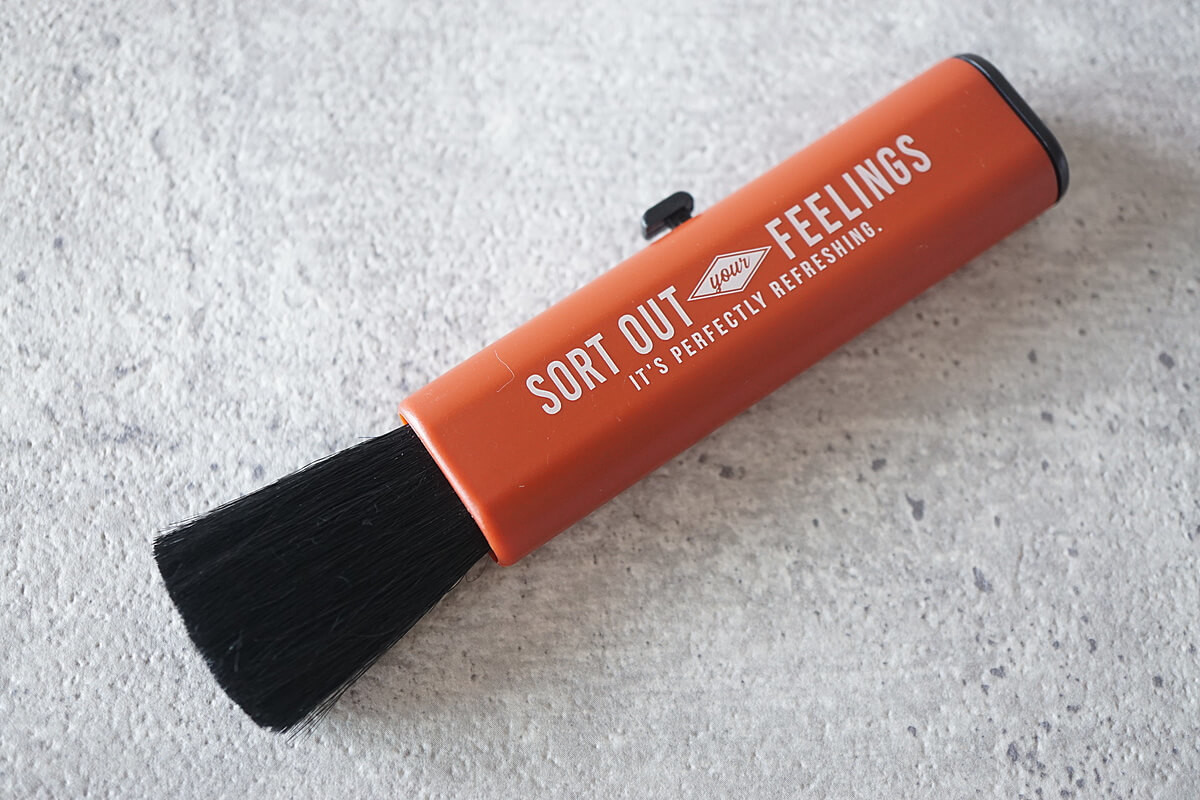 SORT OUT your FEELINGS
IT'S PERFECTLY REFRESHING.